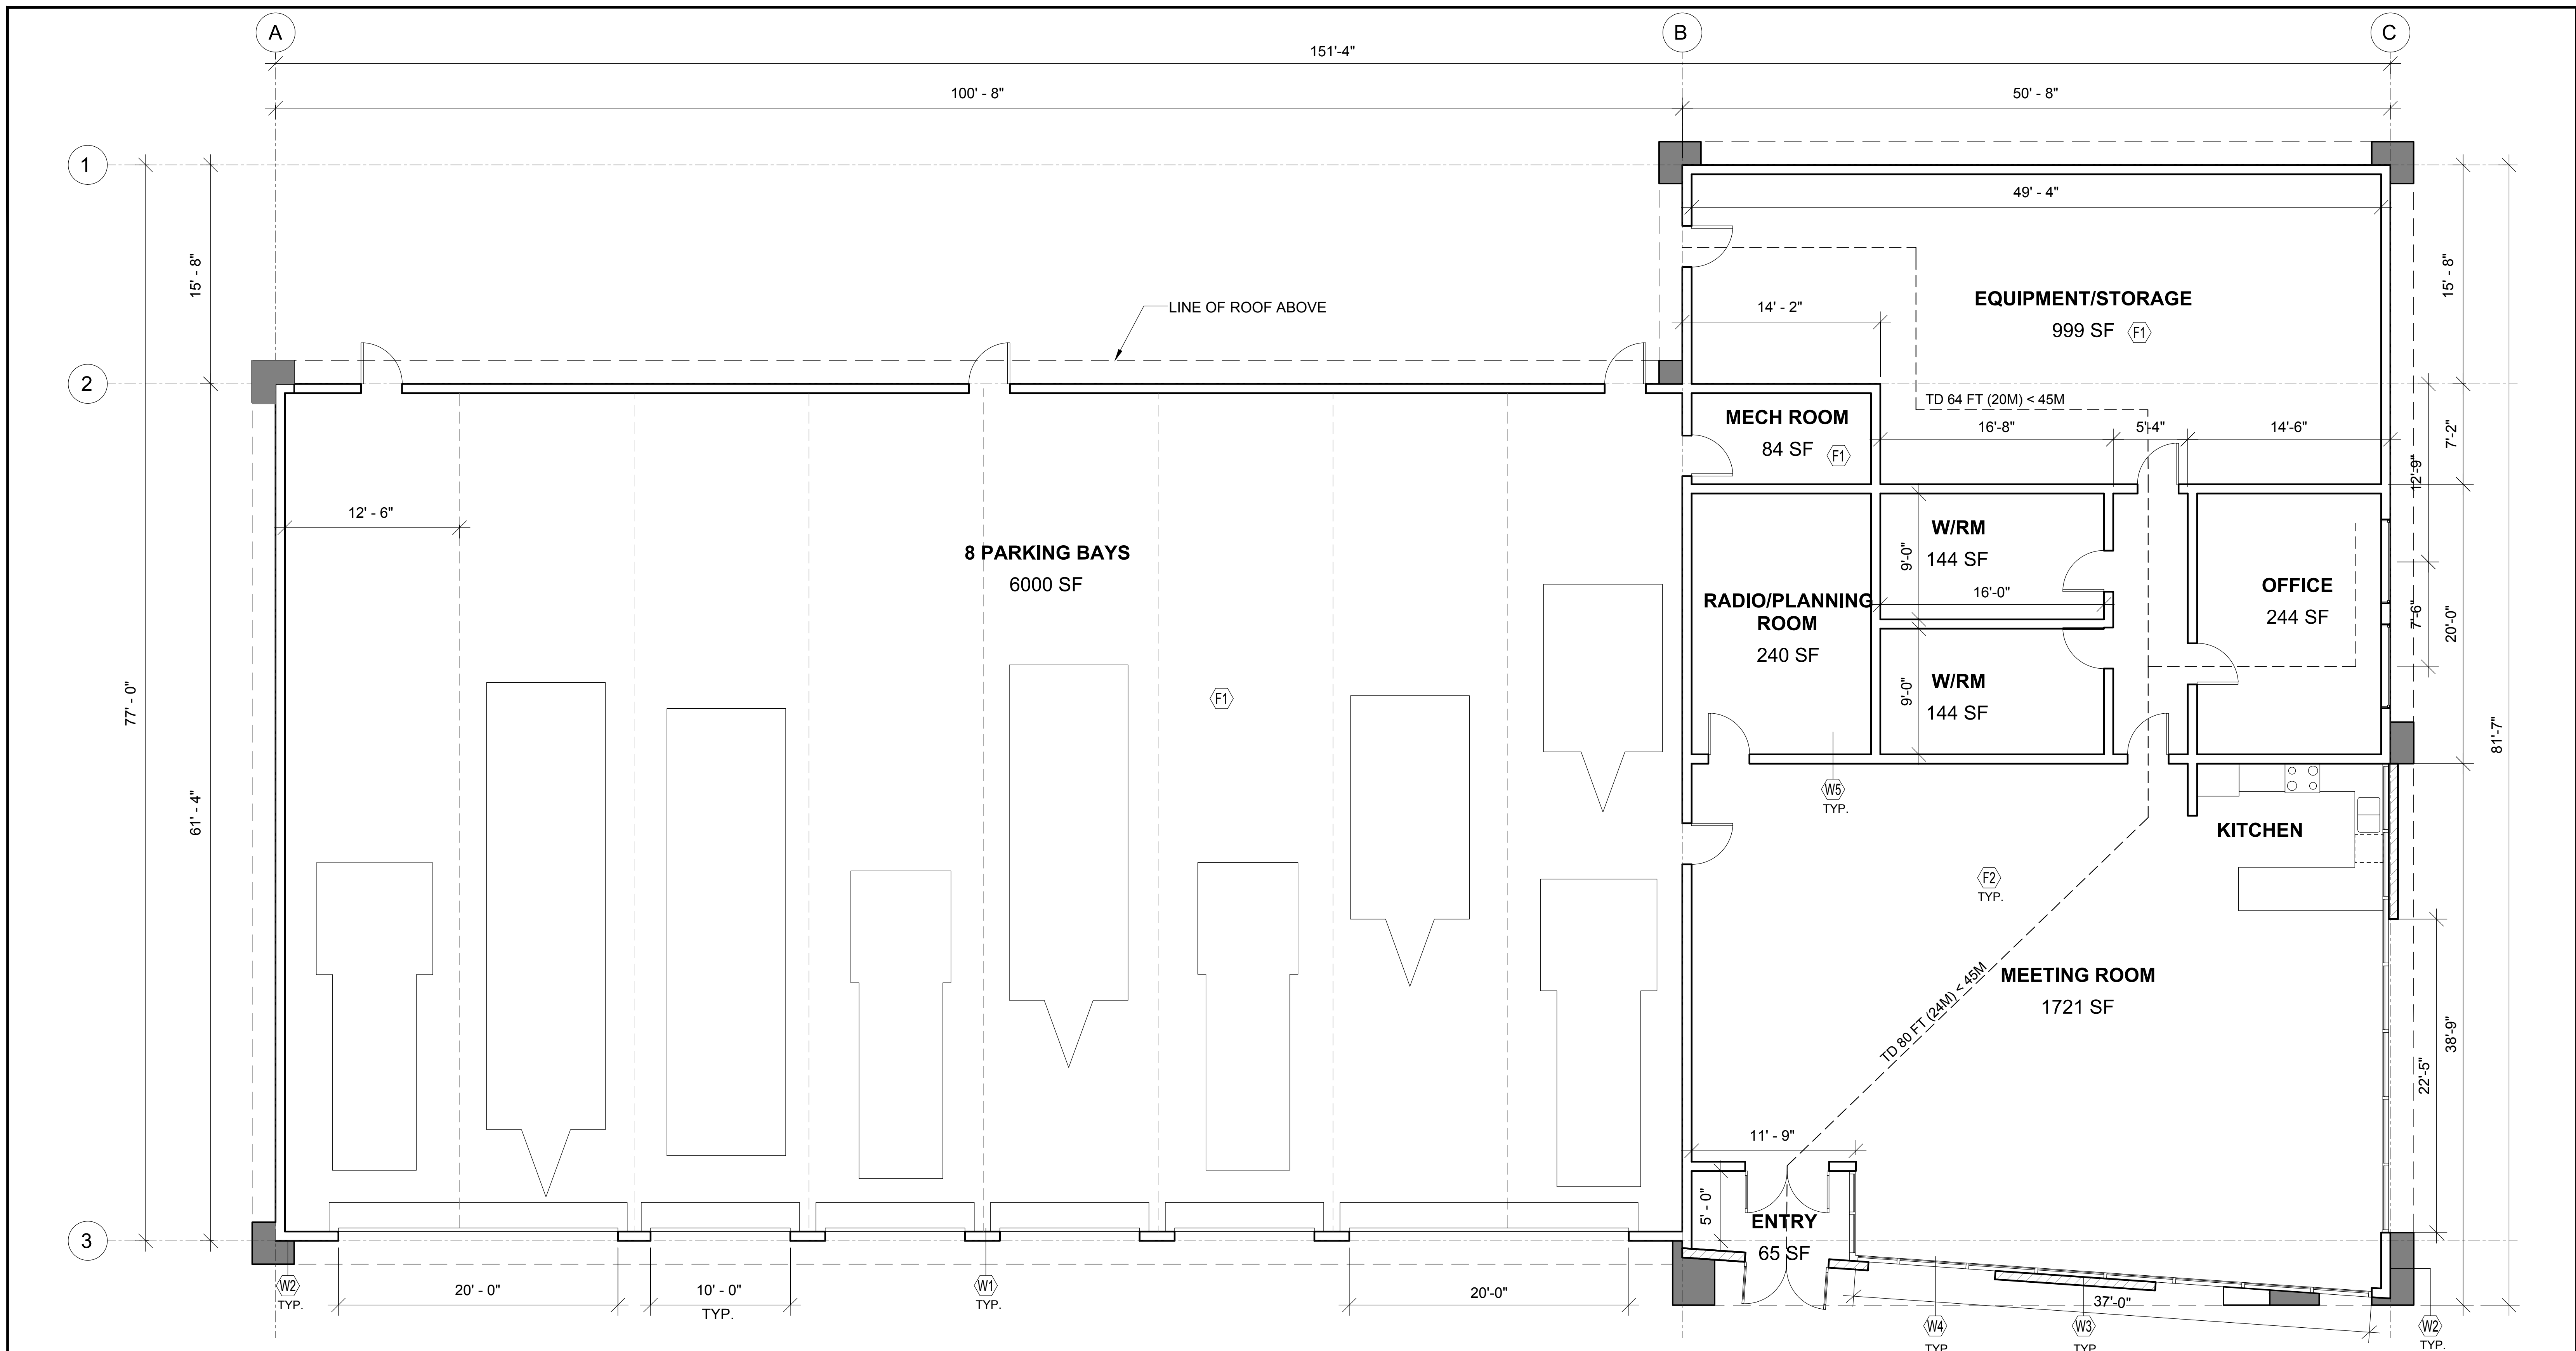 A
B
C
151'-4"
100' - 8"
50' - 8"
1
49' - 4"
15' - 8"
15' - 8"
EQUIPMENT/STORAGE
999 SF F1
14' - 2"
LINE OF ROOF ABOVE
2
TD 64 FT (20M) < 45M
MECH ROOM
84 SF F1
16'-8"
5'-4"
14'-6"
7'-2"
12'-9"
12' - 6"
8 PARKING BAYS
6000 SF
W/RM
144 SF
9'-0"
16'-0"
RADIO/PLANNING
ROOM
240 SF
OFFICE
244 SF
7'-6"
20'-0"
W/RM
144 SF
9'-0"
F1
77' - 0"
61' - 4"
81'-7"
W5
TYP.
KITCHEN
F2
TYP.
MEETING ROOM
1721 SF
TD 80 FT (24M) < 45M
38'-9"
22'-5"
11' - 9"
5' - 0"
ENTRY
65 SF
3
W2
TYP.
20' - 0"
10' - 0"
TYP.
W1
TYP.
20'-0"
37'-0"
W4
TYP.
W3
TYP.
W2
TYP.